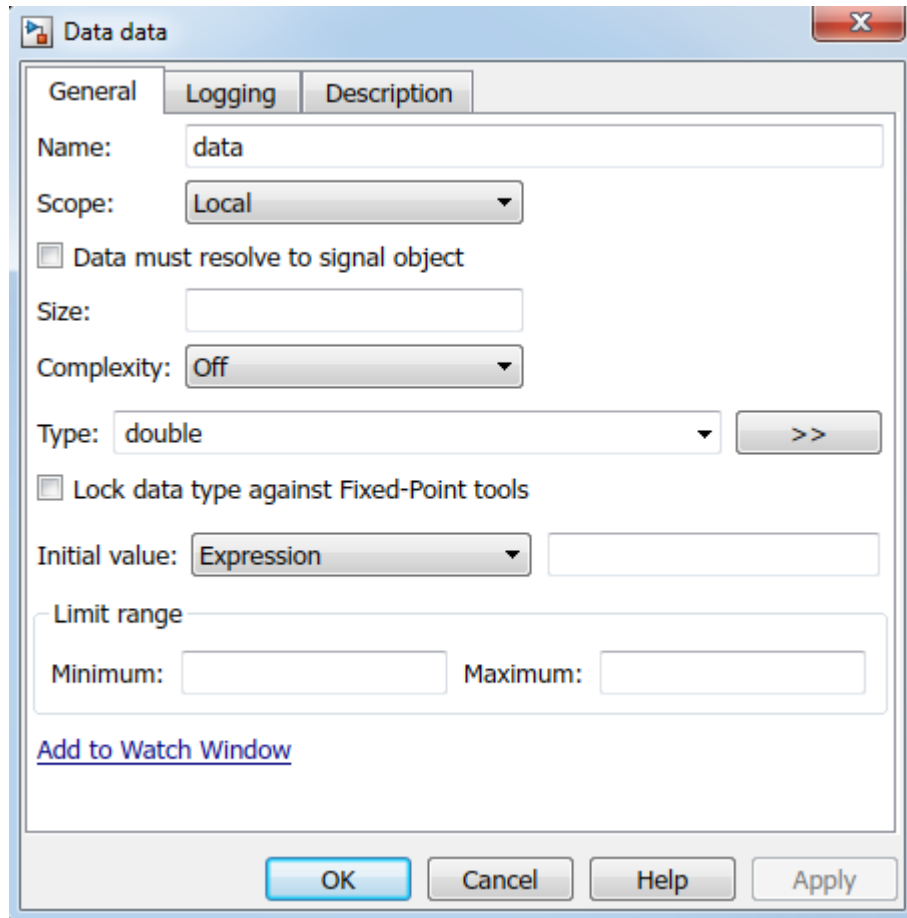 Data data
General Logging Description
Name: data
Scope: Local
Data must resolve to signal object
Size:
Complexity: Off
Type: double >>
Lock data type against Fixed-Point tools
Initial value: Expression
Limit range
Minimum: Maximum:
Add to Watch Window
OK Cancel Help Apply